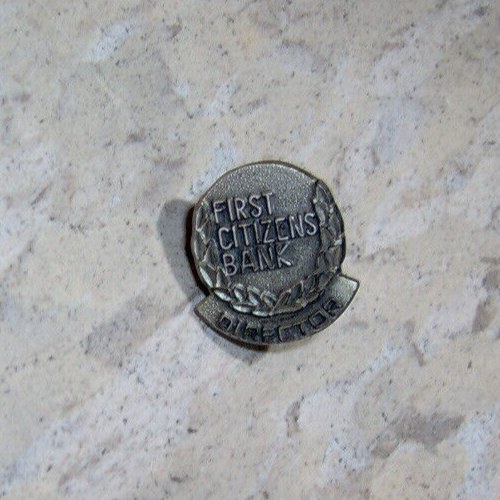 FIRST
CITIZENS
BANK
DIRECTOR